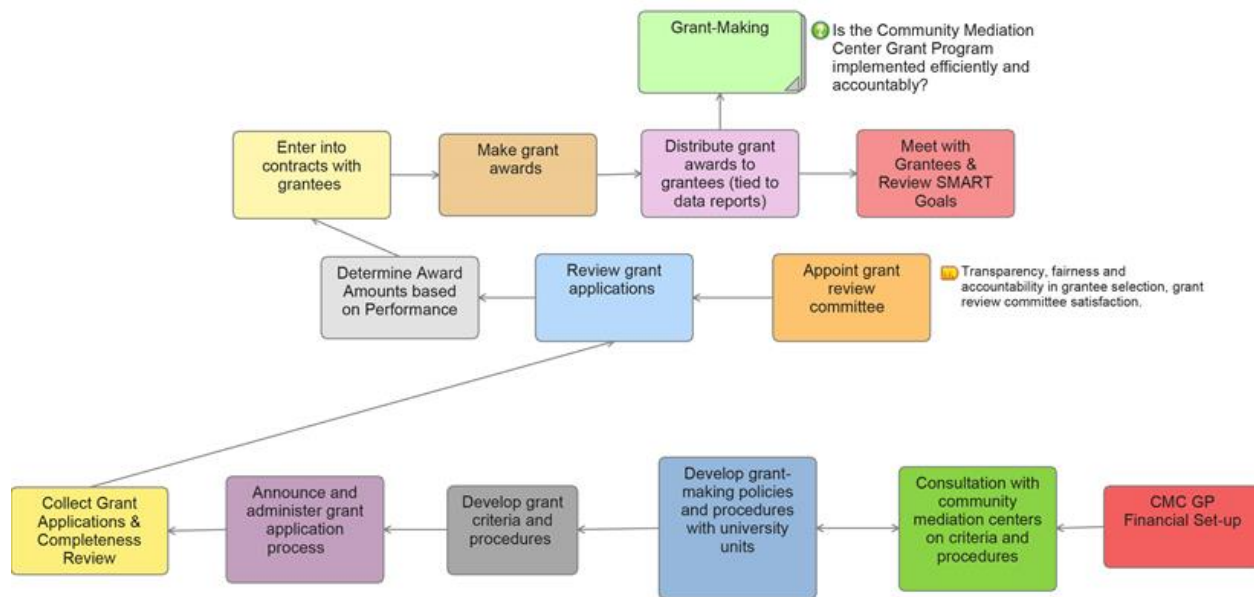 Grant-Making
Is the Community Mediation
Center Grant Program
implemented efficiently and
accountably?
Enter into
contracts with
grantees
Make grant
awards
Distribute grant
awards to
grantees (tied to
data reports)
Meet with
Grantees &
Review SMART
Goals
Determine Award
Amounts based
on Performance
Review grant
applications
Appoint grant
review
committee
Transparency, fairness and
accountability in grantee selection, grant
review committee satisfaction.
Collect Grant
Applications &
Completeness
Review
Announce and
administer grant
application
process
Develop grant
criteria and
procedures
Develop grant-
making policies
and procedures
with university
units
Consultation with
community
mediation centers
on criteria and
procedures
CMC GP
Financial Set-up